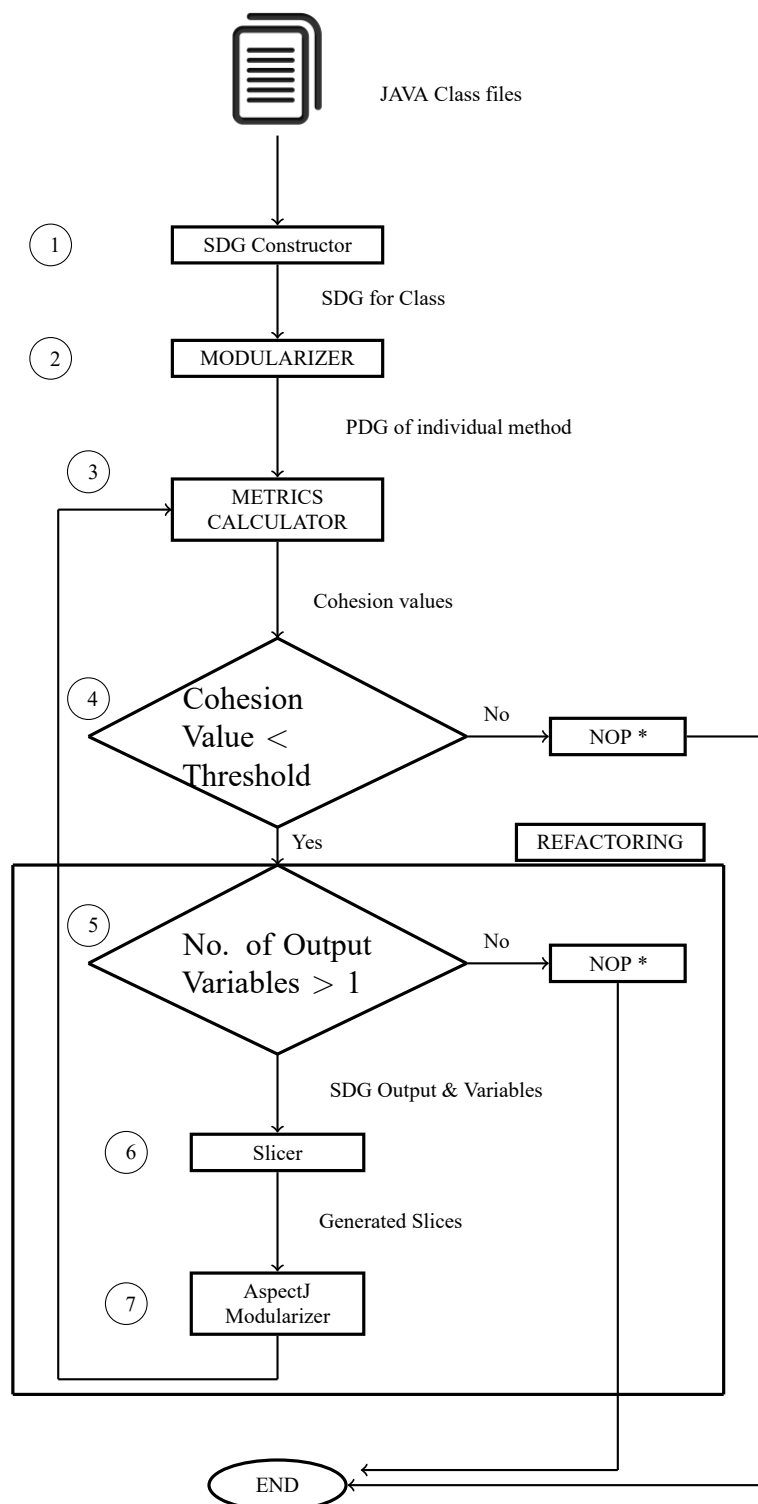 JAVA Class files
1
SDG Constructor
SDG for Class
2
MODULARIZER
PDG of individual method
3
METRICS
CALCULATOR
Cohesion values
4
Cohesion
Value <
Threshold
No
NOP *
Yes
REFACTORING
5
No. of Output
Variables > 1
No
NOP *
SDG Output & Variables
6
Slicer
Generated Slices
7
AspectJ
Modularizer
END